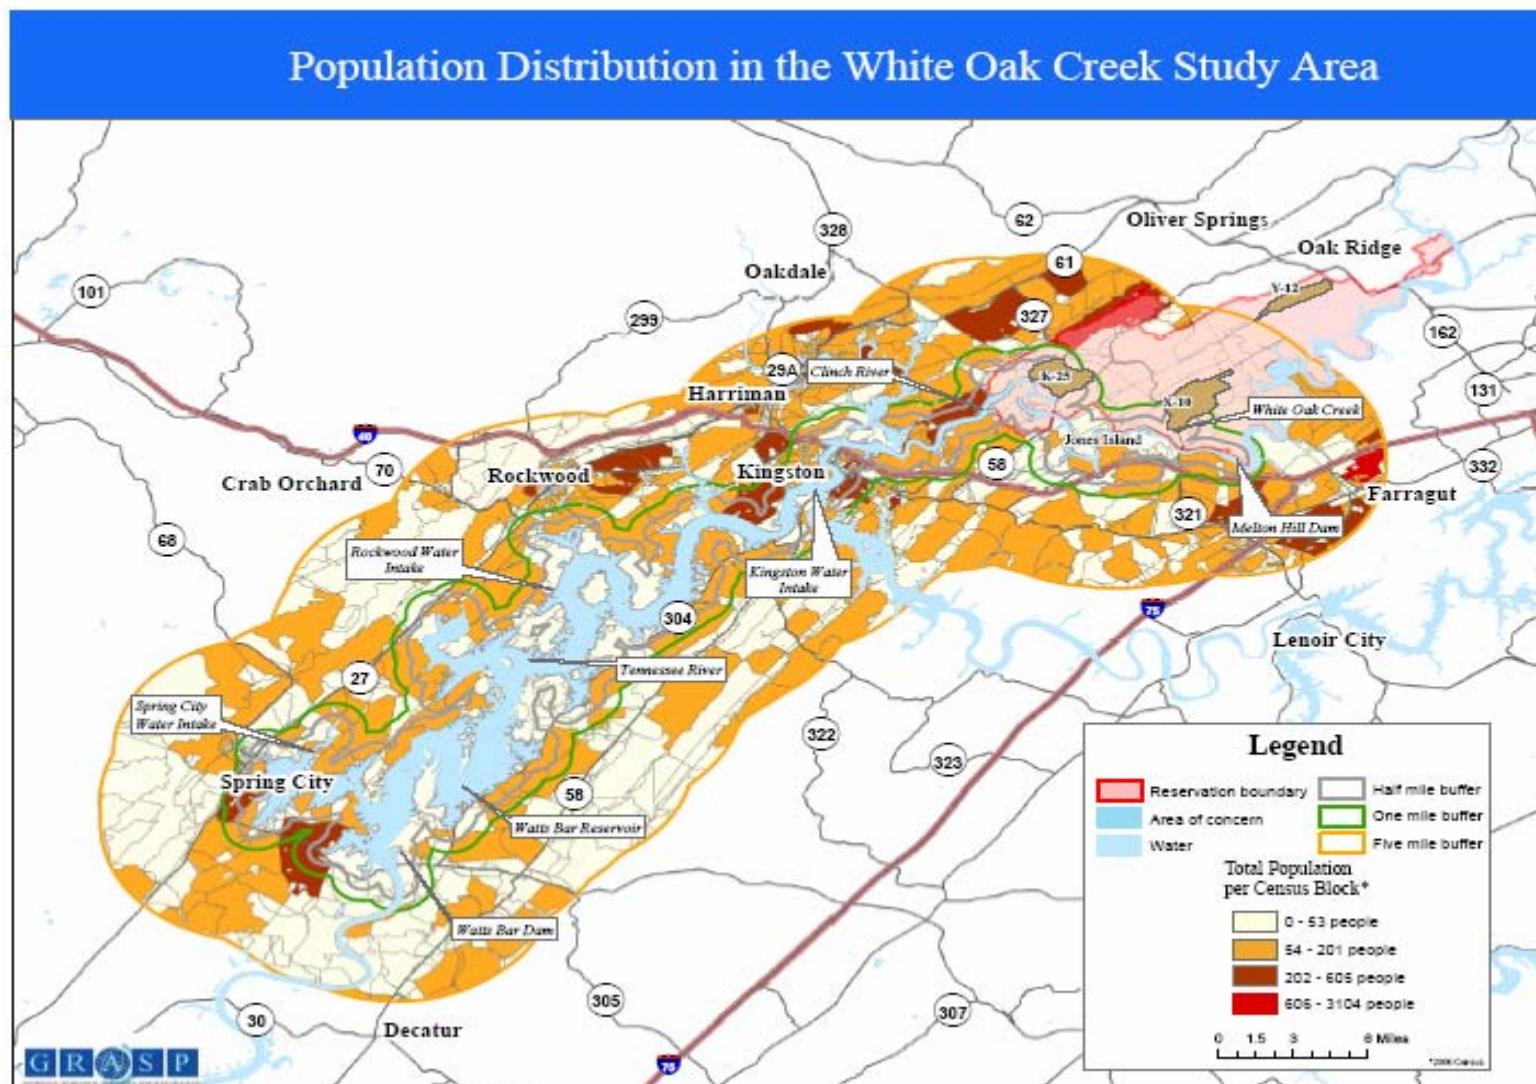 Population Distribution in the White Oak Creek Study Area
62
Oliver Springs
328
Oak Ridge
61
Oakdale
101
Y-12
299
327
162
29A
Clinch River
K-25
131
Harriman
X-10
White Oak Creek
40
Jones Island
70
Rockwood
Kingston
58
332
Crab Orchard
Farragut
321
Melton Hill Dam
68
Rockwood Water
Intake
Kingston Water
Intake
75
304
Lenoir City
Tennessee River
27
Spring City
Water Intake
322
323
Spring City
58
Watts Bar Reservoir
Watts Bar Dam
305
307
30
Decatur
75
GRASP
Legend
Reservation boundary
Area of concern
Water
Half mile buffer
One mile buffer
Five mile buffer
Total Population
per Census Block*
0 - 53 people
54 - 201 people
202 - 605 people
606 - 3104 people
0 1.5 3 6 Miles